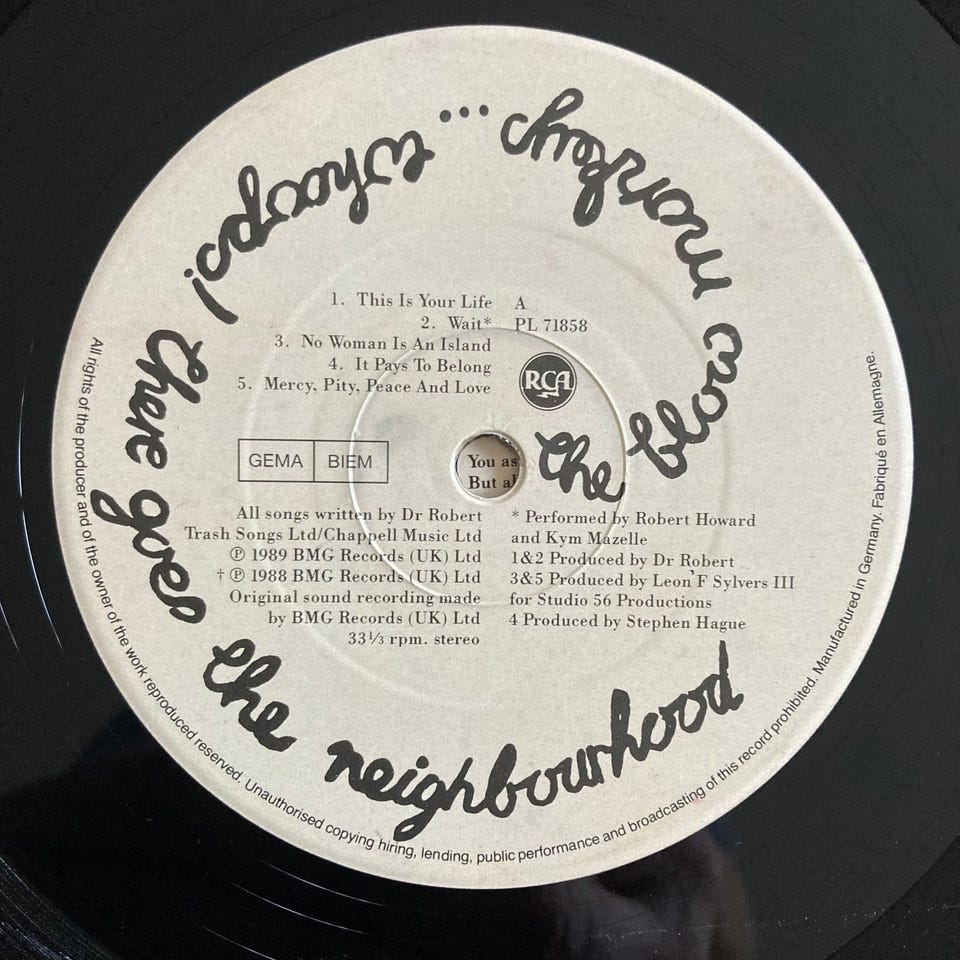 the blow monkeys... whoops! there goes the neighbourhood
1. This Is Your Life
2. Wait*
3. No Woman Is An Island
4. It Pays To Belong
5. Mercy, Pity, Peace And Love
A
PL 71858
RCA
GEMA BIEM
You as
But al
All songs written by Dr Robert
Trash Songs Ltd/Chappell Music Ltd
℗ 1989 BMG Records (UK) Ltd
† ℗ 1988 BMG Records (UK) Ltd
Original sound recording made
by BMG Records (UK) Ltd
33⅓ rpm. stereo
* Performed by Robert Howard
and Kym Mazelle
1&2 Produced by Dr Robert
3&5 Produced by Leon'F Sylvers III
for Studio 56 Productions
4 Produced by Stephen Hague
All rights of the producer and of the owner of the work reproduced reserved. Unauthorised copying hiring, lending, public performance and broadcasting of this record prohibited. Manufactured in Germany. Fabriqué en Allemagne.